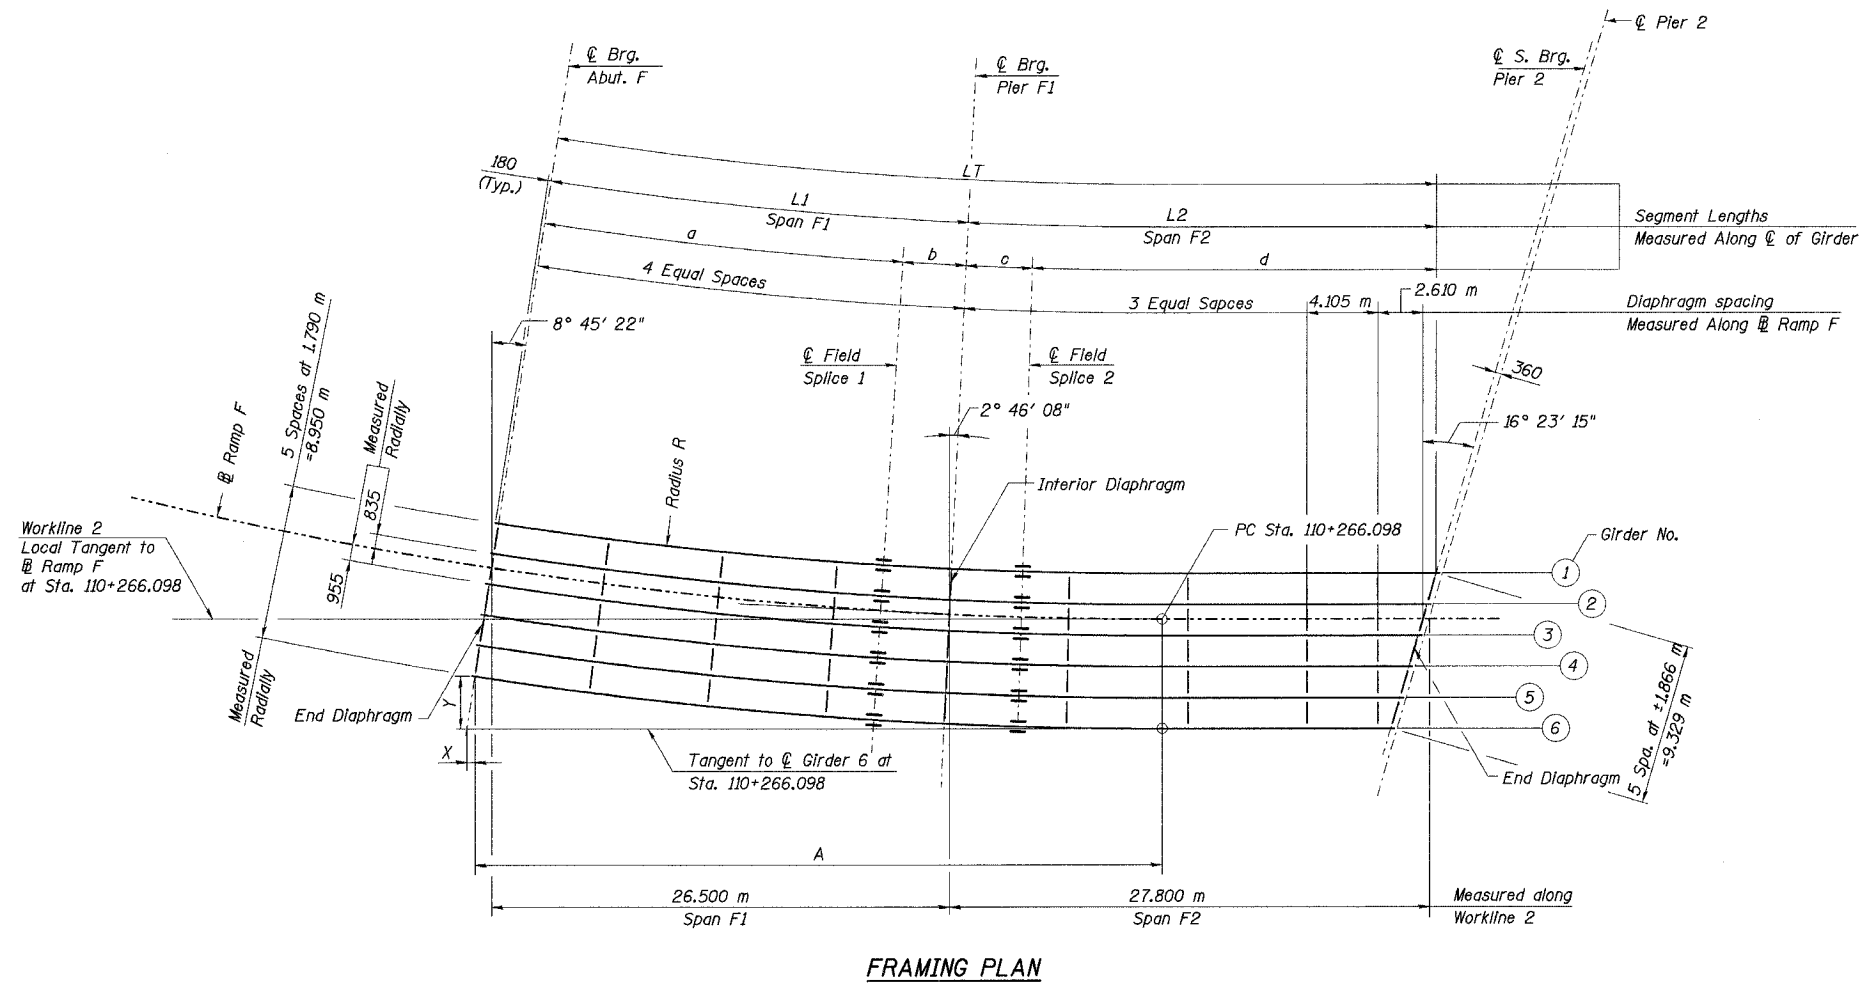 ℄ Pier 2
℄ Brg.
Abut. F
℄ Brg.
Pier F1
℄ S. Brg.
Pier 2
180
(Typ.)
LT
L1
Span F1
L2
Span F2
Segment Lengths
Measured Along ℄ of Girder
a
b
c
d
4 Equal Spaces
3 Equal Sapces
4.105 m
2.610 m
Diaphragm spacing
Measured Along ⅊ Ramp F
8° 45' 22"
℄ Field
Splice 1
℄ Field
Splice 2
360
5 Spaces at 1.790 m
=8.950 m
Measured
Radially
⅊ Ramp F
835
955
2° 46' 08"
16° 23' 15"
Radius R
Interior Diaphragm
Workline 2
Local Tangent to
⅊ Ramp F
at Sta. 110+266.098
PC Sta. 110+266.098
Girder No.
1
2
3
4
5
6
Measured
Radially
End Diaphragm
Y
X
Tangent to ℄ Girder 6 at
Sta. 110+266.098
End Diaphragm
5 Spa. at ±1.866 m
=9.329 m
A
26.500 m
Span F1
27.800 m
Span F2
Measured along
Workline 2
FRAMING PLAN